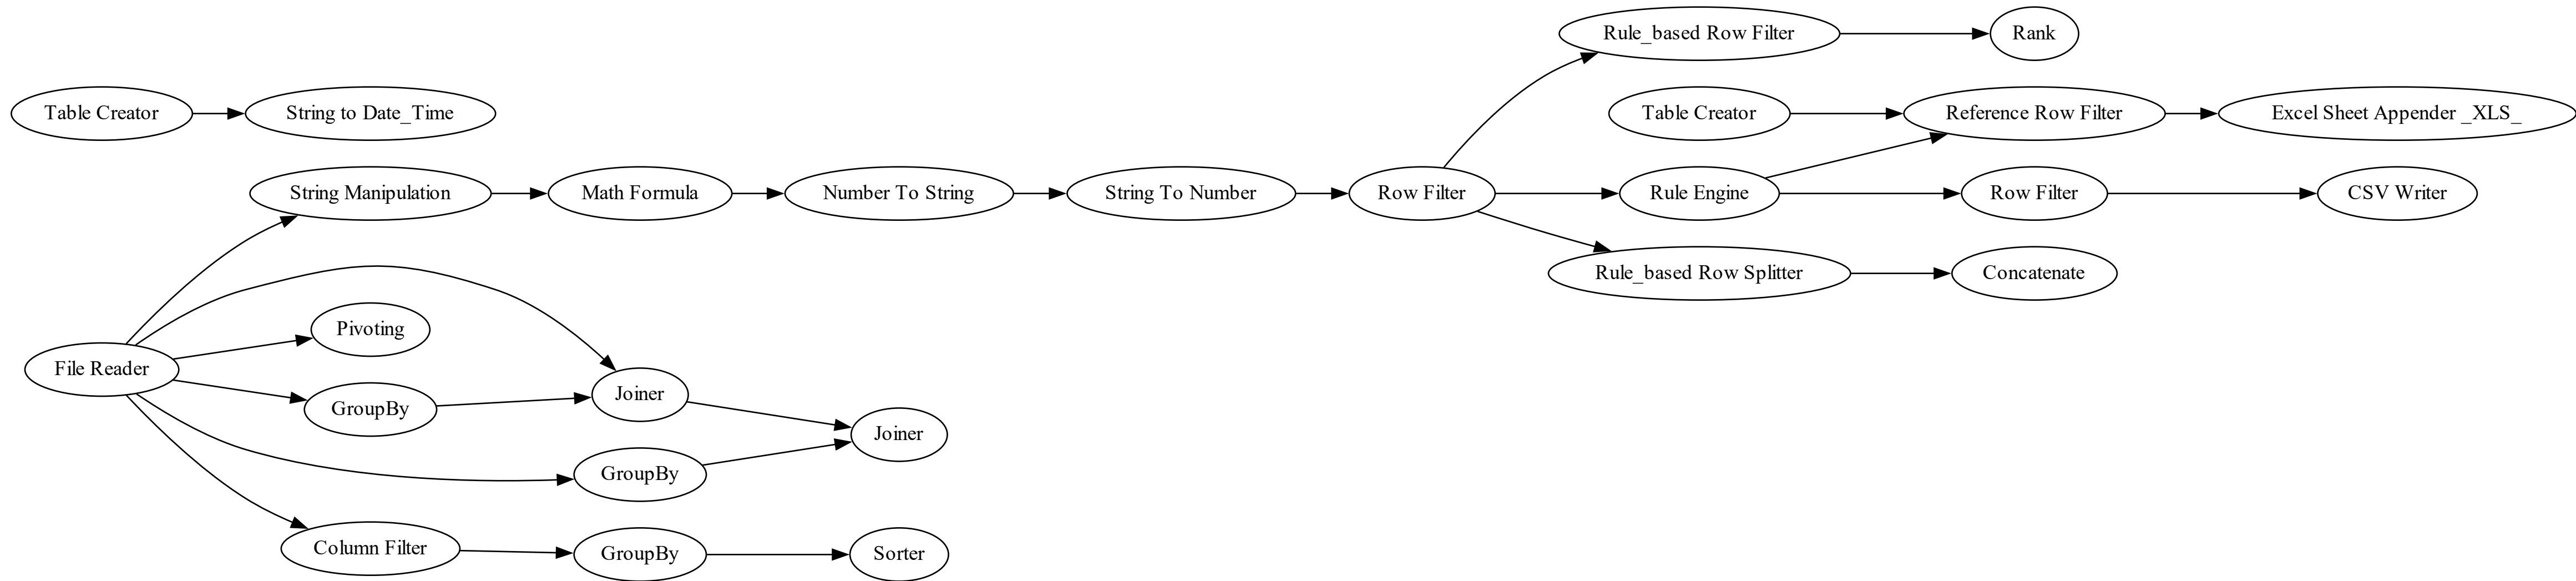 Rule_based Row Filter
Rank
Table Creator
String to Date_Time
Table Creator
Reference Row Filter
Excel Sheet Appender _XLS_
String Manipulation
Math Formula
Number To String
String To Number
Row Filter
Rule Engine
Row Filter
CSV Writer
Rule_based Row Splitter
Concatenate
Pivoting
File Reader
Joiner
GroupBy
Joiner
GroupBy
Column Filter
GroupBy
Sorter